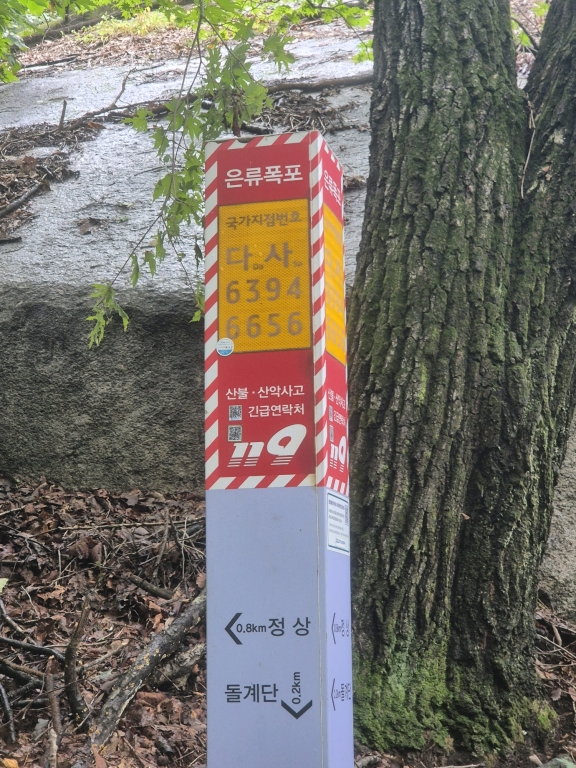 은류폭포
국가지점번호
다 사
6394
6656
산불·산악사고
긴급연락처
119
0.8km 정상
돌계단 0.2km